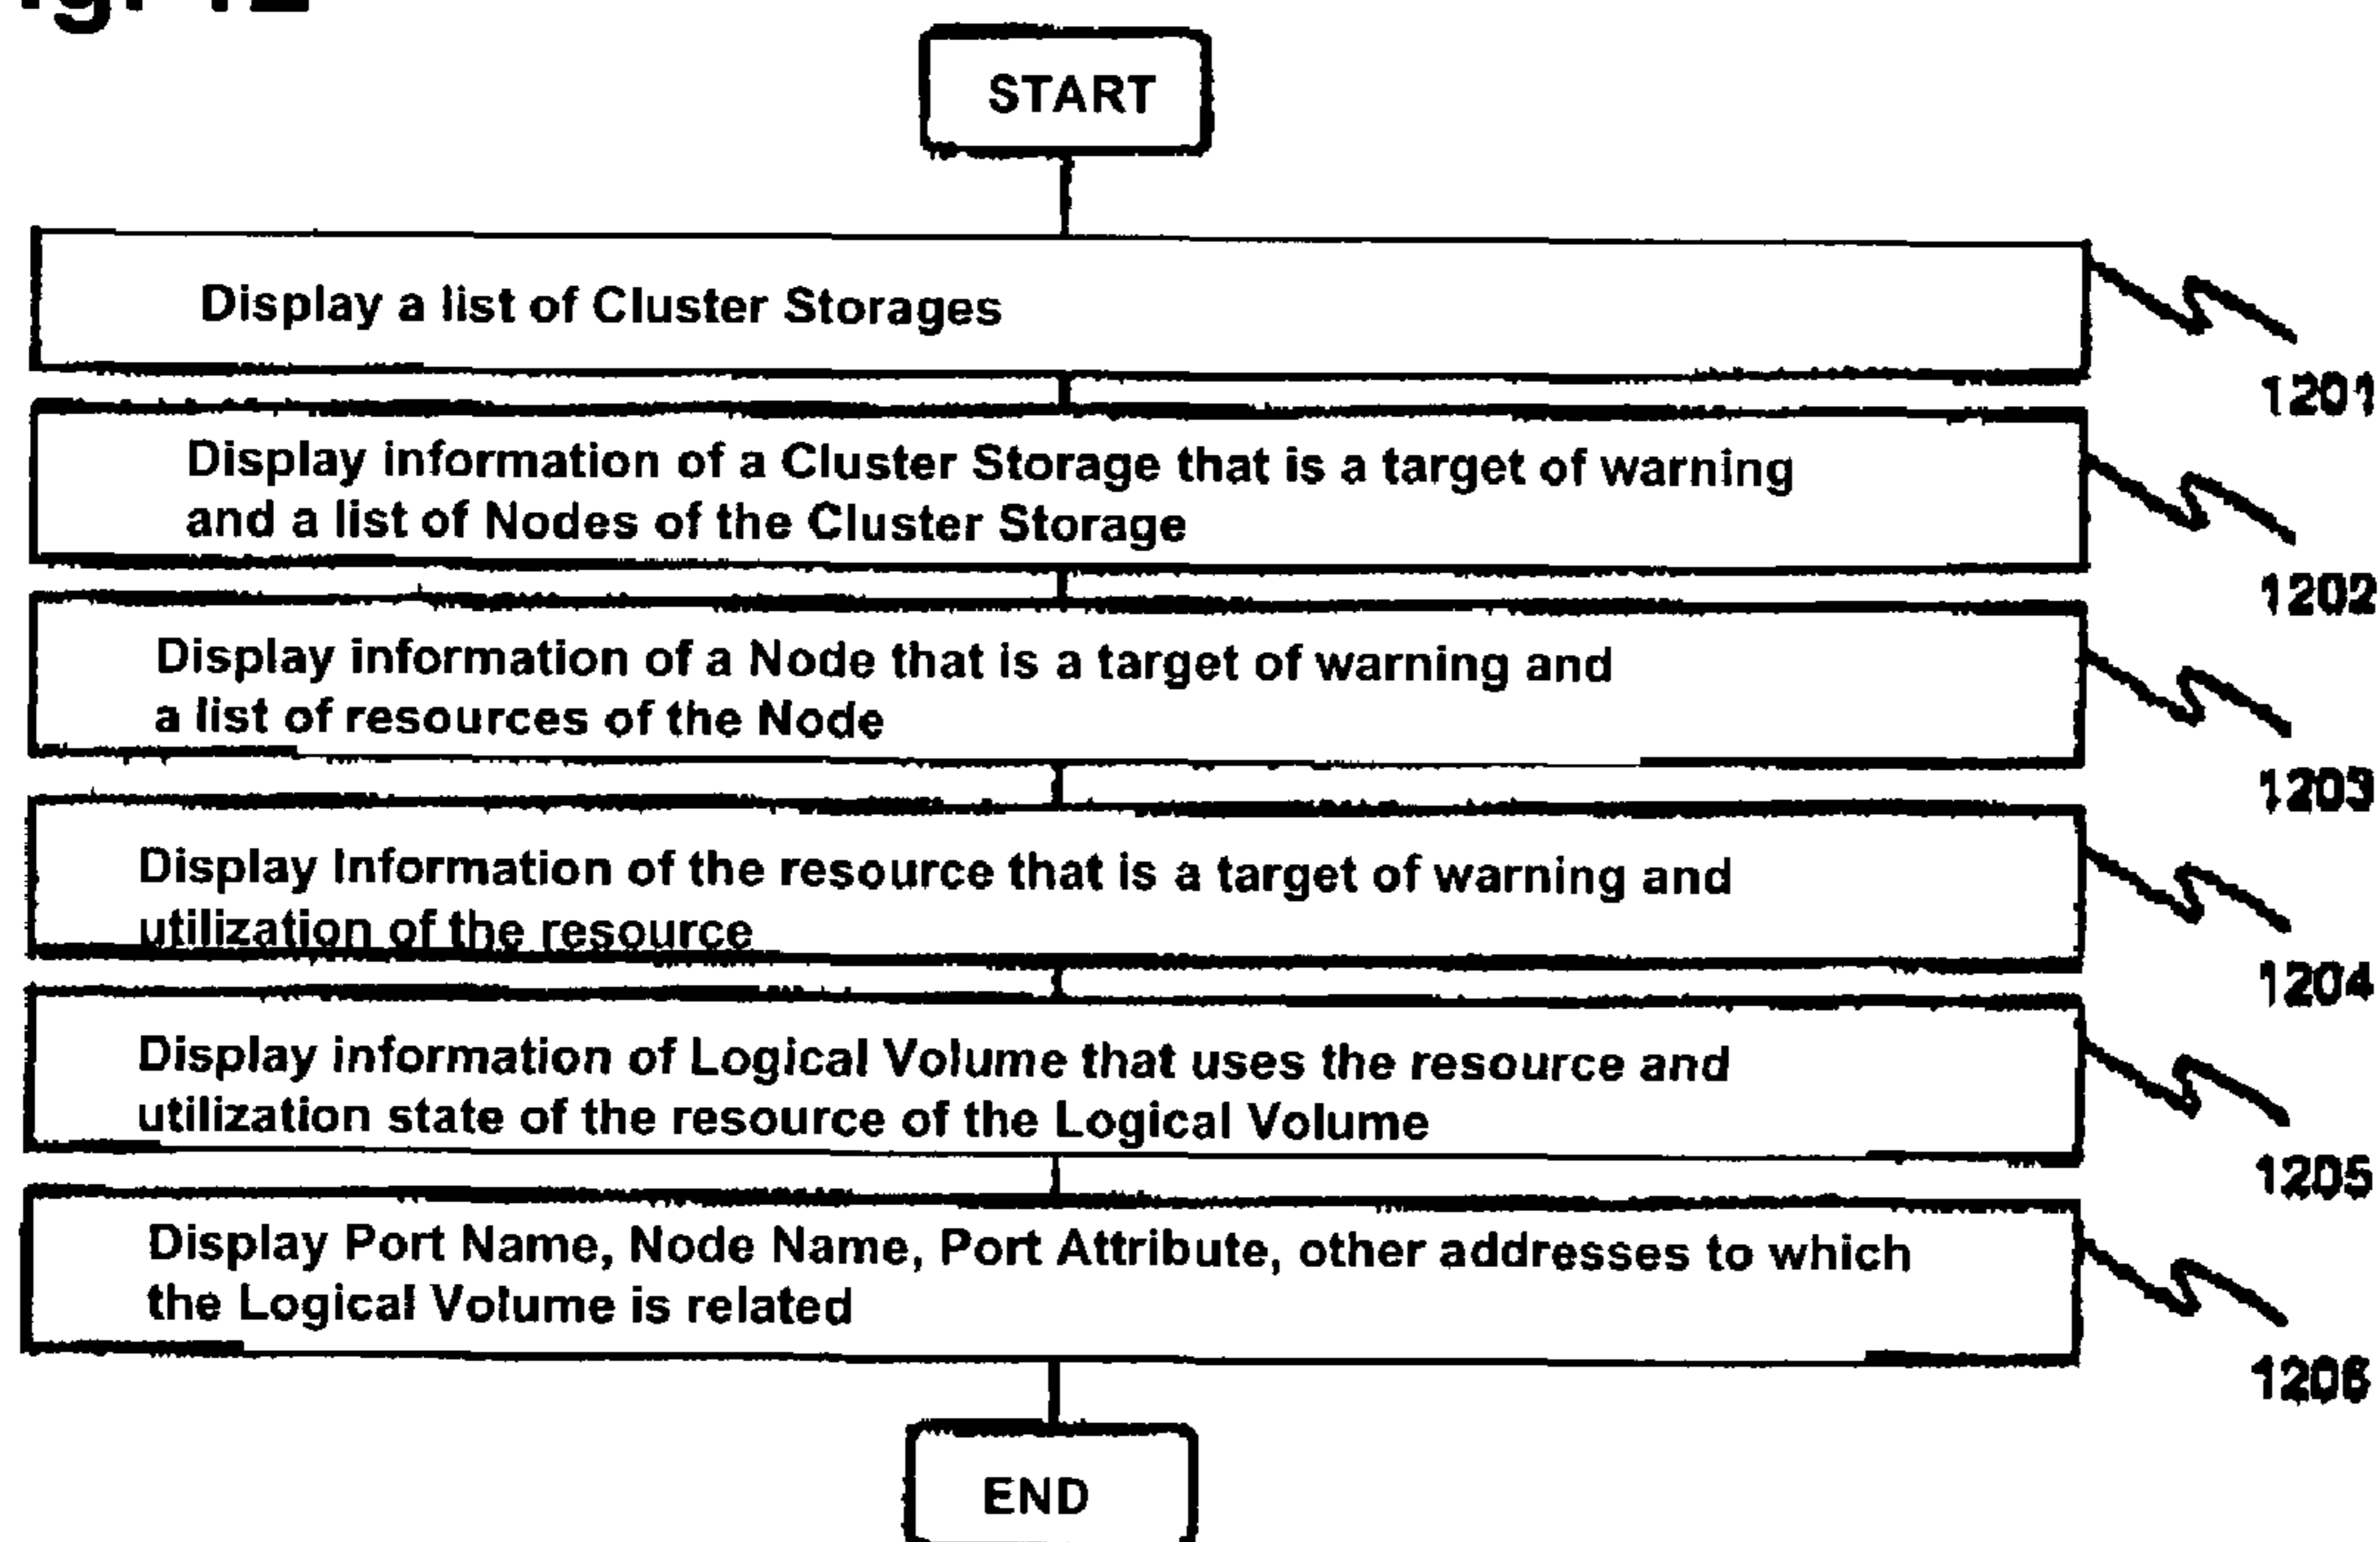 START
Display a list of Cluster Storages
1201
Display information of a Cluster Storage that is a target of warning
and a list of Nodes of the Cluster Storage
1202
Display information of a Node that is a target of warning and
a list of resources of the Node
1203
Display Information of the resource that is a target of warning and
utilization of the resource
1204
Display information of Logical Volume that uses the resource and
utilization state of the resource of the Logical Volume
1205
Display Port Name, Node Name, Port Attribute, other addresses to which
the Logical Volume is related
1206
END